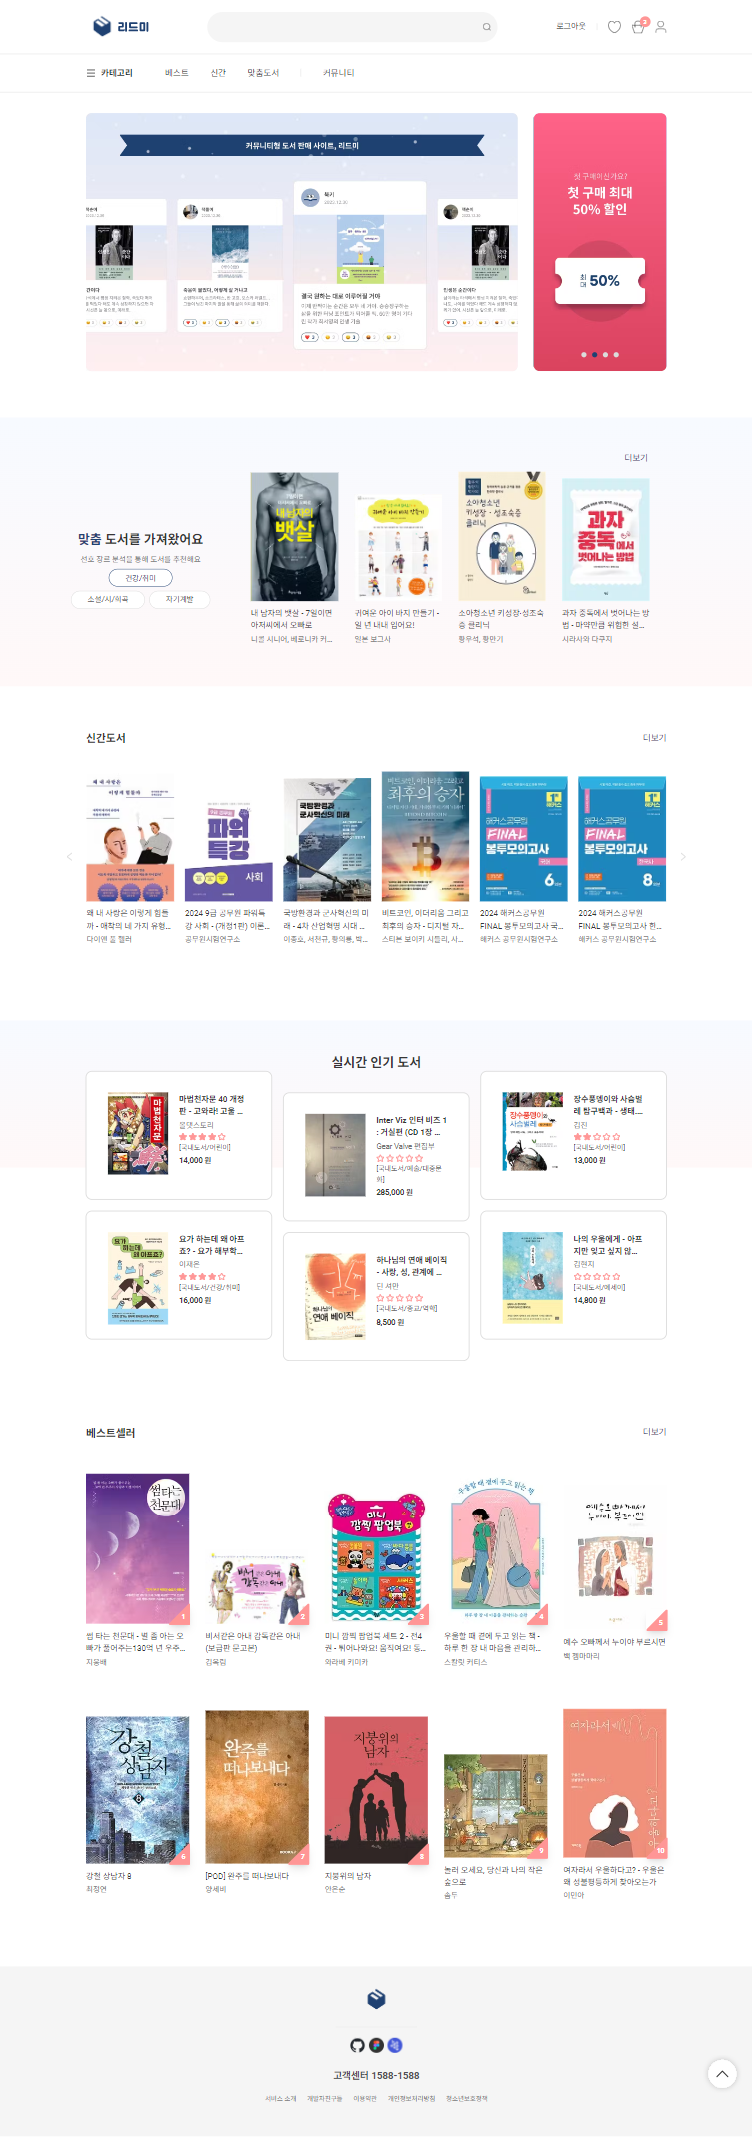 리드미
로그아웃
3
카테고리
베스트
신간
맞춤도서
커뮤니티
커뮤니티형 도서 판매 사이트, 리드미
북키
2023.12.20
결국 원하는 대로 이루어질 거야
죽음이 물었다, 어떻게 살 거냐고
인생은 순간이다
첫 구매이신가요?
첫 구매 최대
50% 할인
최대 50%
더보기
맞춤 도서를 가져왔어요
선호 장르 분석을 통해 도서를 추천해요
건강/취미
소설/시/희곡
자기계발
내 남자의 뱃살 - 7일이면
아저씨에서 오빠로
니콜 시니어, 베로니카 커...
귀여운 아이 바지 만들기 -
일 년 내내 입어요!
일본 보그사
소아청소년 키성장·성조숙
증 클리닉
황우석, 황만기
과자 중독에서 벗어나는 방
법 - 마약만큼 위험한 설...
시라사와 다쿠지
신간도서
더보기
왜 내 사랑은 이렇게 힘들
까 - 애착의 네 가지 유형...
다이앤 풀 헬러
2024 9급 공무원 파워특
강 사회 - (개정1판) 이론...
공무원시험연구소
국방환경과 군사혁신의 미
래 - 4차 산업혁명 시대 ...
비트코인, 이더리움 그리고
최후의 승자 - 디지털 자...
2024 해커스공무원
FINAL 봉투모의고사 국...
해커스 공무원시험연구소
2024 해커스공무원
FINAL 봉투모의고사 한...
해커스 공무원시험연구소
실시간 인기 도서
마법천자문 40 개정
판 - 고와라! 고울 ...
올댓스토리
[국내도서/어린이]
14,000 원
Inter Viz 인터 비즈 1
: 거실편 (CD 1장 ...
Gear Valve 편집부
[국내도서/예술/대중문
화]
285,000 원
장수풍뎅이와 사슴벌
레 탐구백과 - 생태....
김진
[국내도서/어린이]
13,000 원
요가 하는데 왜 아프
죠? - 요가 해부학...
이재은
[국내도서/건강/취미]
16,000 원
하나님의 연애 베이직
- 사랑, 성, 관계에 ...
딘 셔먼
[국내도서/종교/역학]
8,500 원
나의 우울에게 - 아프
지만 잊고 싶지 않...
김현지
[국내도서/에세이]
14,800 원
베스트셀러
더보기
썸 타는 천문대 - 별 좀 아는 오
빠가 풀어주는130억 년 우주...
지웅배
비서같은 아내 감독같은 아내
(보급판 문고본)
김옥림
미니 깜찍 팝업북 세트 2 - 전4
권 - 튀어나와요! 움직여요! 동...
와라베 키미카
우울할 때 곁에 두고 읽는 책 -
하루 한 장 내 마음을 관리하...
스칼릿 커티스
예수 오빠께서 누이야 부르시면
백 젬마마리
강철 상남자 8
최정연
[POD] 완주를 떠나보내다
양세비
지붕위의 남자
안은순
놀러 오세요, 당신과 나의 작은
숲으로
솜두
여자라서 우울하다고? - 우울은
왜 성불평등하게 찾아오는가
이민아
고객센터 1588-1588
서비스 소개
개발자친구들
이용약관
개인정보처리방침
청소년보호정책